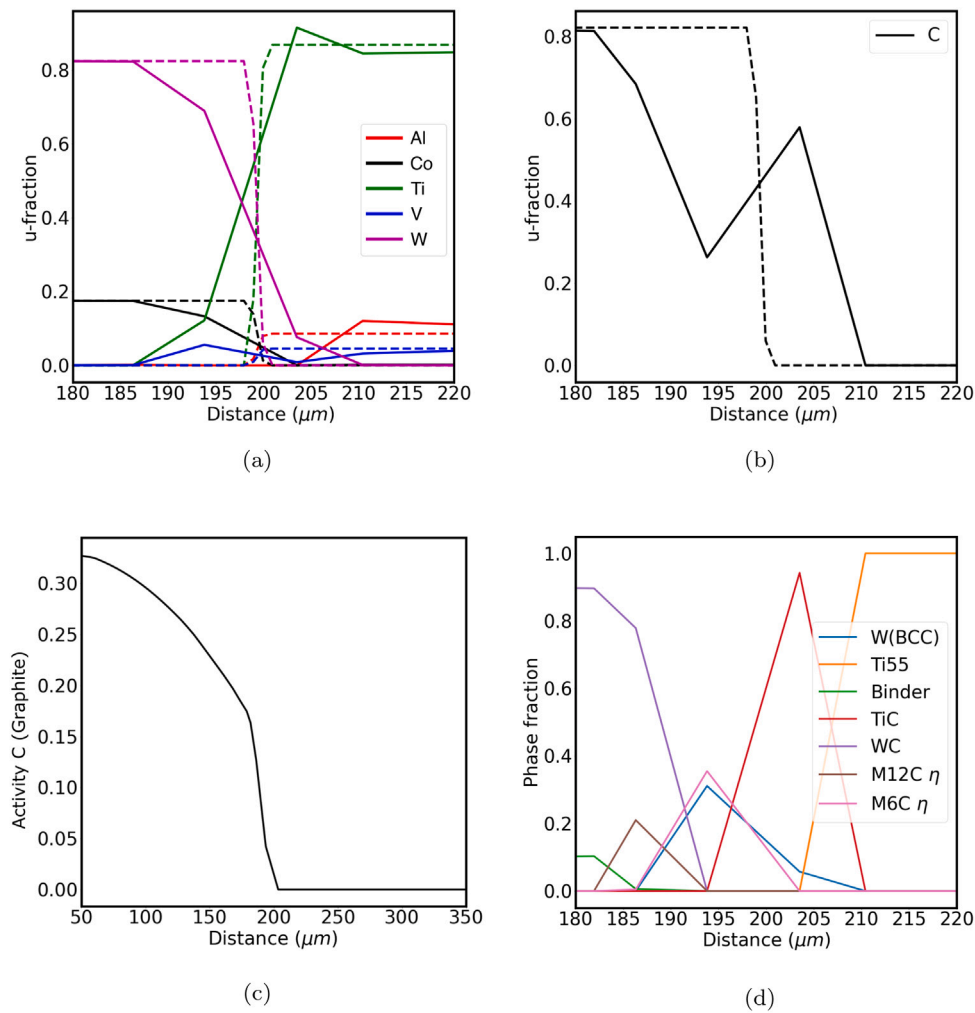 u-fraction
0.8
0.6
0.4
0.2
0.0
Al
Co
Ti
V
W
180 185 190 195 200 205 210 215 220
Distance (μm)
(a)
u-fraction
0.8
0.6
0.4
0.2
0.0
C
180 185 190 195 200 205 210 215 220
Distance (μm)
(b)
Activity C (Graphite)
0.30
0.25
0.20
0.15
0.10
0.05
0.00
50 100 150 200 250 300 350
Distance (μm)
(c)
Phase fraction
1.0
0.8
0.6
0.4
0.2
0.0
W(BCC)
Ti55
Binder
TiC
WC
M12C η
M6C η
180 185 190 195 200 205 210 215 220
Distance (μm)
(d)